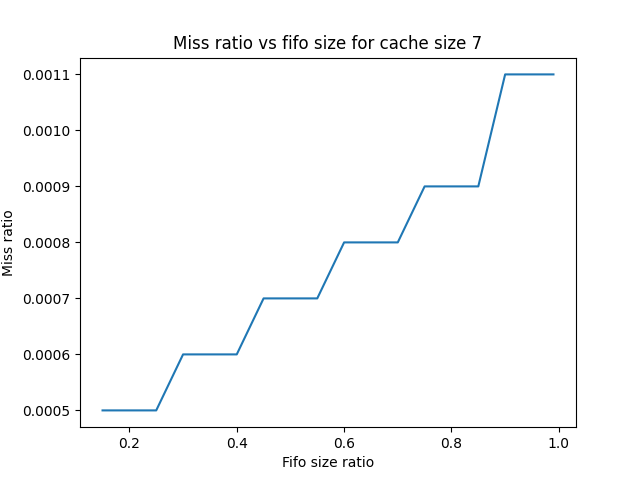 Miss ratio vs fifo size for cache size 7
0.0011
0.0010
0.0009
0.0008
0.0007
0.0006
0.0005
Miss ratio
0.2 0.4 0.6 0.8 1.0
Fifo size ratio